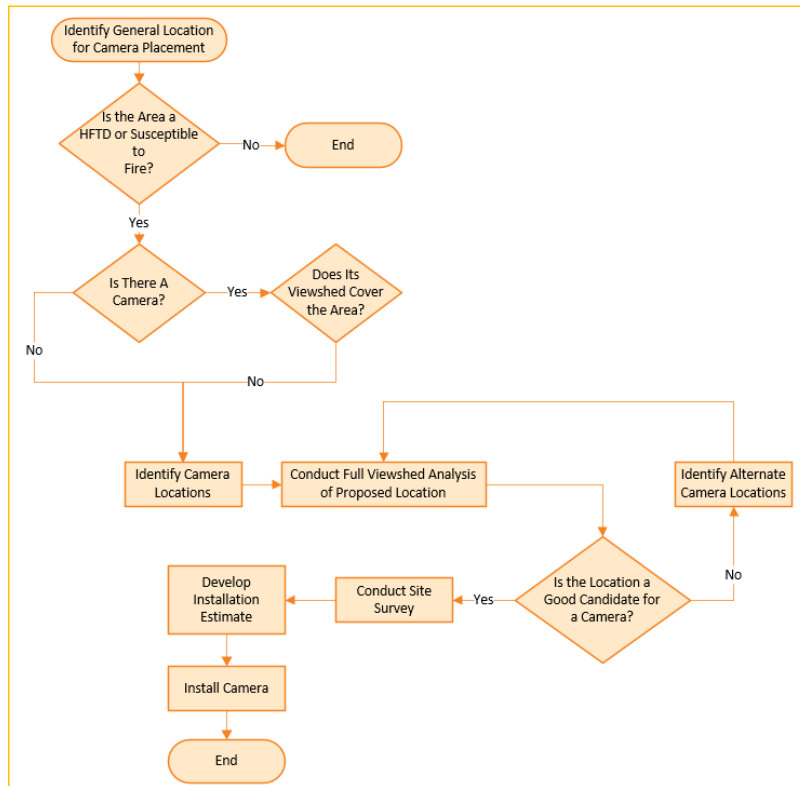 Identify General Location
for Camera Placement
Is the Area a
HFTD or Susceptible
to
Fire?
No
End
Yes
Is There A
Camera?
Yes
Does Its
Viewshed Cover
the Area?
No
No
Identify Camera
Locations
Conduct Full Viewshed Analysis
of Proposed Location
Identify Alternate
Camera Locations
Is the Location a
Good Candidate for
a Camera?
No
Yes
Conduct Site
Survey
Develop
Installation
Estimate
Install Camera
End